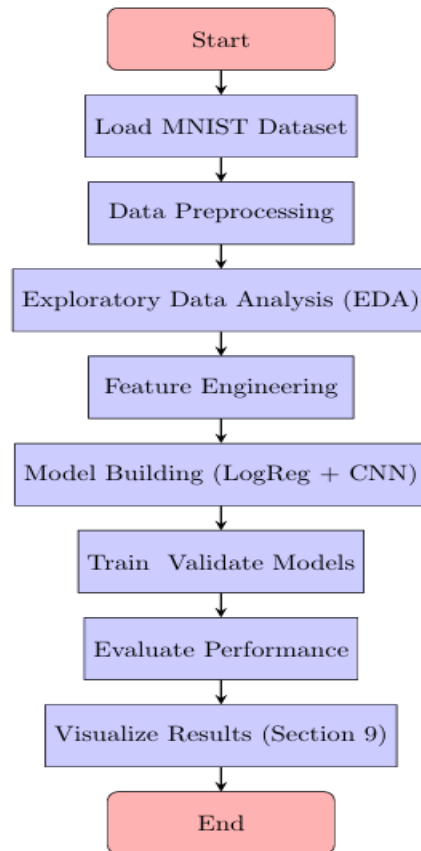 Start
Load MNIST Dataset
Data Preprocessing
Exploratory Data Analysis (EDA)
Feature Engineering
Model Building (LogReg + CNN)
Train  Validate Models
Evaluate Performance
Visualize Results (Section 9)
End